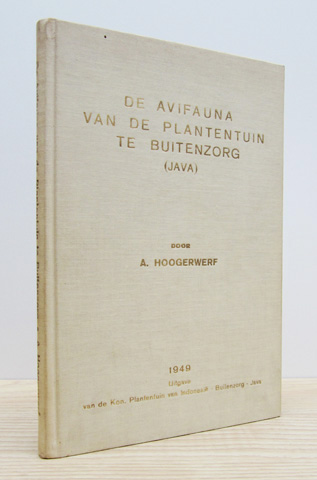 DE AVIFAUNA
VAN DE PLANTENTUIN
TE BUITENZORG
(JAVA)
DOOR
A. HOOGERWERF
1949
Uitgave
van de Kon. Plantentuin van Indonesië - Buitenzorg - Java